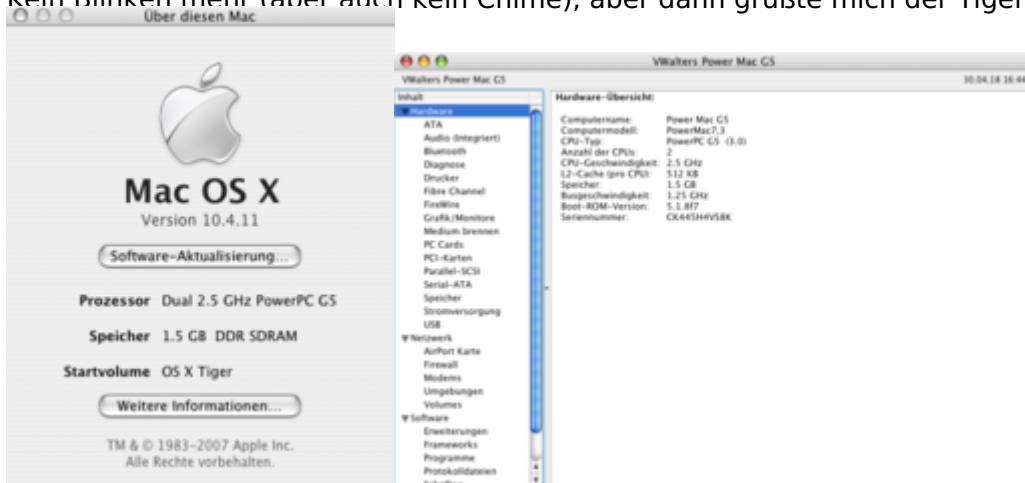 Kein Blinken mehr (aber auch kein Chime), aber dann grüßte mich der Tiger
Über diesen Mac
Mac OS X
Version 10.4.11
Software-Aktualisierung...
Prozessor Dual 2.5 GHz PowerPC G5
Speicher 1.5 GB DDR SDRAM
Startvolume OS X Tiger
Weitere Informationen...
TM & © 1983-2007 Apple Inc.
Alle Rechte vorbehalten.
VWalters Power Mac G5
VWalters Power Mac G5
30.04.18 16:44
Inhalt
Hardware
ATA
Audio (Integriert)
Bluetooth
Diagnose
Drucker
Fibre Channel
FireWire
Grafik/Monitore
Medium brennen
PC Cards
PCI-Karten
Parallel-SCSI
Serial-ATA
Speicher
Stromversorgung
USB
Netzwerk
AirPort Karte
Firewall
Modems
Umgebungen
Volumes
Software
Erweiterungen
Frameworks
Programme
Protokolldateien
Hardware-Übersicht:
Computername: Power Mac G5
Computermodell: PowerMac7,3
CPU-Typ: PowerPC G5 (3.0)
Anzahl der CPUs: 2
CPU-Geschwindigkeit: 2.5 GHz
L2-Cache (pro CPU): 512 KB
Speicher: 1.5 GB
Busgeschwindigkeit: 1.25 GHz
Boot-ROM-Version: 5.1.8f7
Seriennummer: